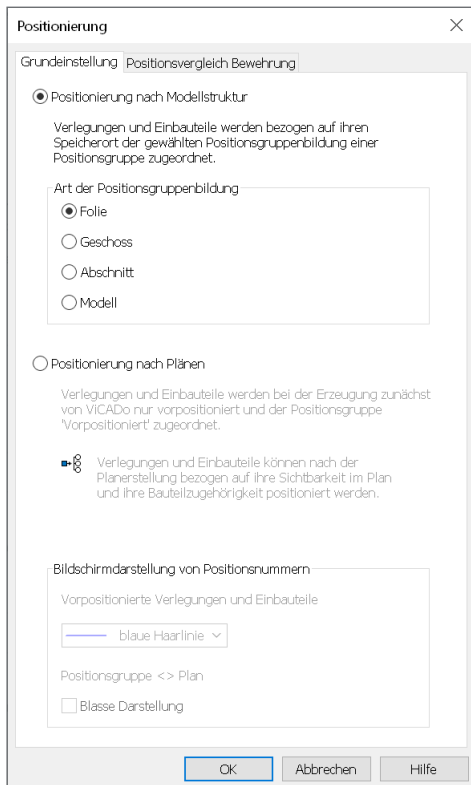 Positionierung
Grundeinstellung Positionsvergleich Bewehrung
Positionierung nach Modellstruktur
Verlegungen und Einbauteile werden bezogen auf ihren
Speicherort der gewählten Positionsgruppenbildung einer
Positionsgruppe zugeordnet.
Art der Positionsgruppenbildung
Folie
Geschoss
Abschnitt
Modell
Positionierung nach Plänen
Verlegungen und Einbauteile werden bei der Erzeugung zunächst
von ViCADo nur vorpositioniert und der Positionsgruppe
'Vorpositioniert' zugeordnet.
Verlegungen und Einbauteile können nach der
Planerstellung bezogen auf ihre Sichtbarkeit im Plan
und ihre Bauteilzugehörigkeit positioniert werden.
Bildschirmdarstellung von Positionsnummern
Vorpositionierte Verlegungen und Einbauteile
blaue Haarlinie
Positionsgruppe <> Plan
Blasse Darstellung
OK Abbrechen Hilfe